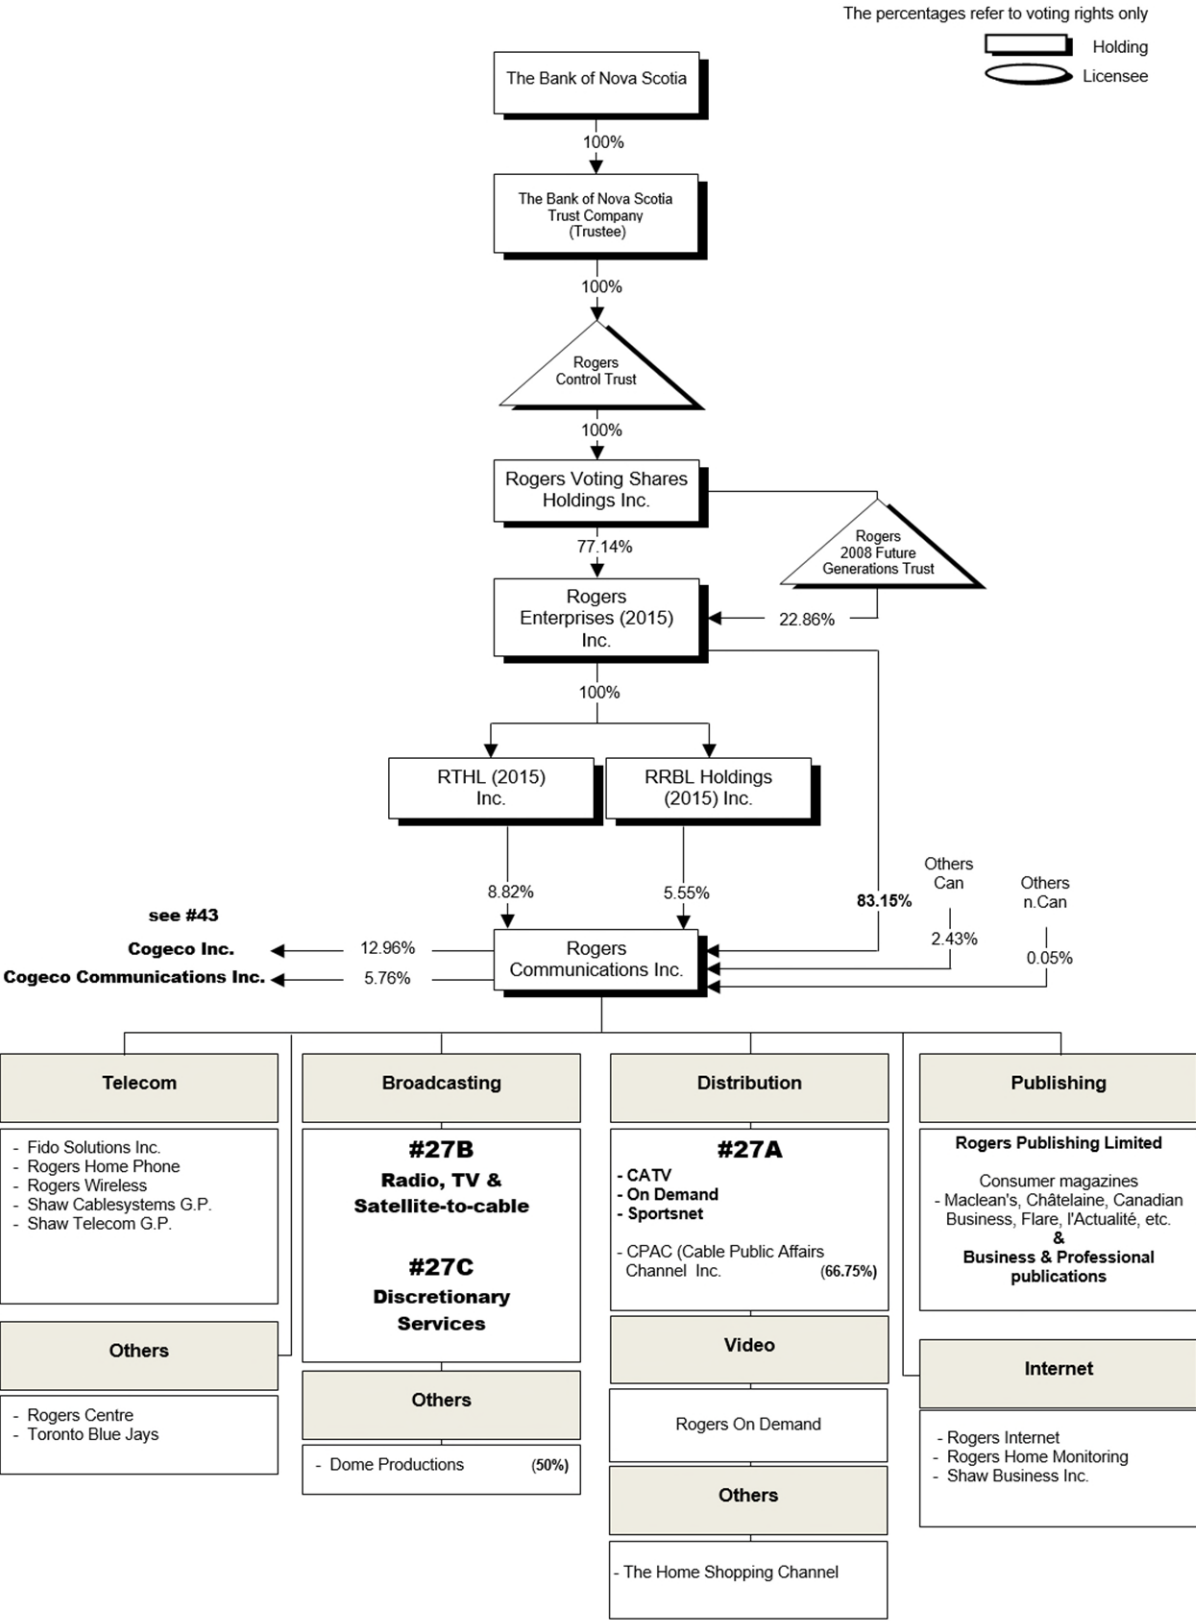 The percentages refer to voting rights only
Holding
Licensee
The Bank of Nova Scotia
100%
The Bank of Nova Scotia
Trust Company
(Trustee)
100%
Rogers
Control Trust
100%
Rogers Voting Shares
Holdings Inc.
77.14%
Rogers
2008 Future
Generations Trust
22.86%
Rogers
Enterprises (2015)
Inc.
100%
RTHL (2015)
Inc.
RRBL Holdings
(2015) Inc.
8.82%
5.55%
83.15%
Others
Can
2.43%
Others
n.Can
0.05%
see #43
Cogeco Inc.
12.96%
Cogeco Communications Inc.
5.76%
Rogers
Communications Inc.
Telecom
- Fido Solutions Inc.
- Rogers Home Phone
- Rogers Wireless
- Shaw Cablesystems G.P.
- Shaw Telecom G.P.
Others
- Rogers Centre
- Toronto Blue Jays
Broadcasting
#27B
Radio, TV &
Satellite-to-cable
#27C
Discretionary
Services
Others
- Dome Productions (50%)
Distribution
#27A
- CATV
- On Demand
- Sportsnet
- CPAC (Cable Public Affairs
Channel Inc. (66.75%)
Video
Rogers On Demand
Others
- The Home Shopping Channel
Publishing
Rogers Publishing Limited
Consumer magazines
- Maclean's, Châtelaine, Canadian
Business, Flare, l'Actualité, etc.
&
Business & Professional
publications
Internet
- Rogers Internet
- Rogers Home Monitoring
- Shaw Business Inc.